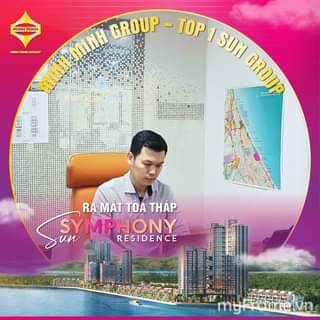 MINH MINH GROUP – TOP 1 SUN GROUP
RA MẮT TÒA THÁP
Sun SYMPHONY
RESIDENCE
myFrame.vn